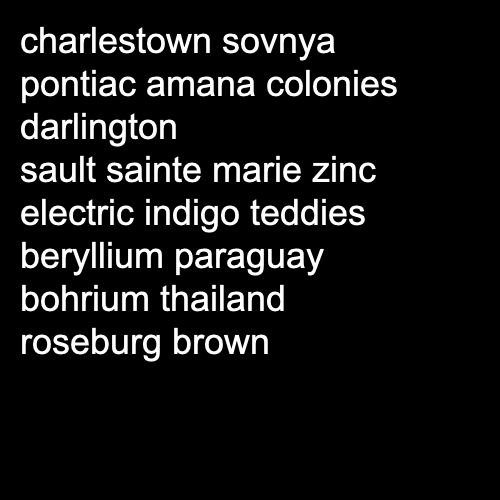 charlestown sovnya
pontiac amana colonies
darlington
sault sainte marie zinc
electric indigo teddies
beryllium paraguay
bohrium thailand
roseburg brown